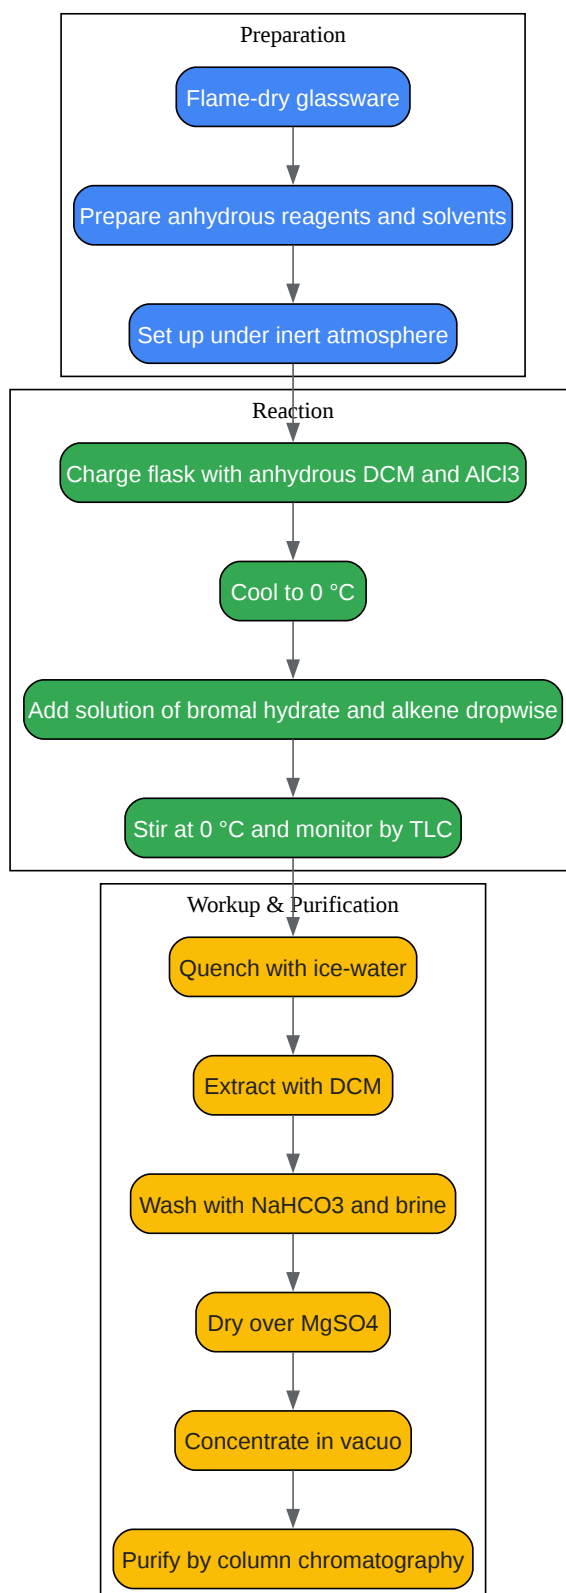 Preparation
Flame-dry glassware
Prepare anhydrous reagents and solvents
Set up under inert atmosphere
Reaction
Charge flask with anhydrous DCM and AlCl3
Cool to 0 °C
Add solution of bromal hydrate and alkene dropwise
Stir at 0 °C and monitor by TLC
Workup & Purification
Quench with ice-water
Extract with DCM
Wash with NaHCO3 and brine
Dry over MgSO4
Concentrate in vacuo
Purify by column chromatography